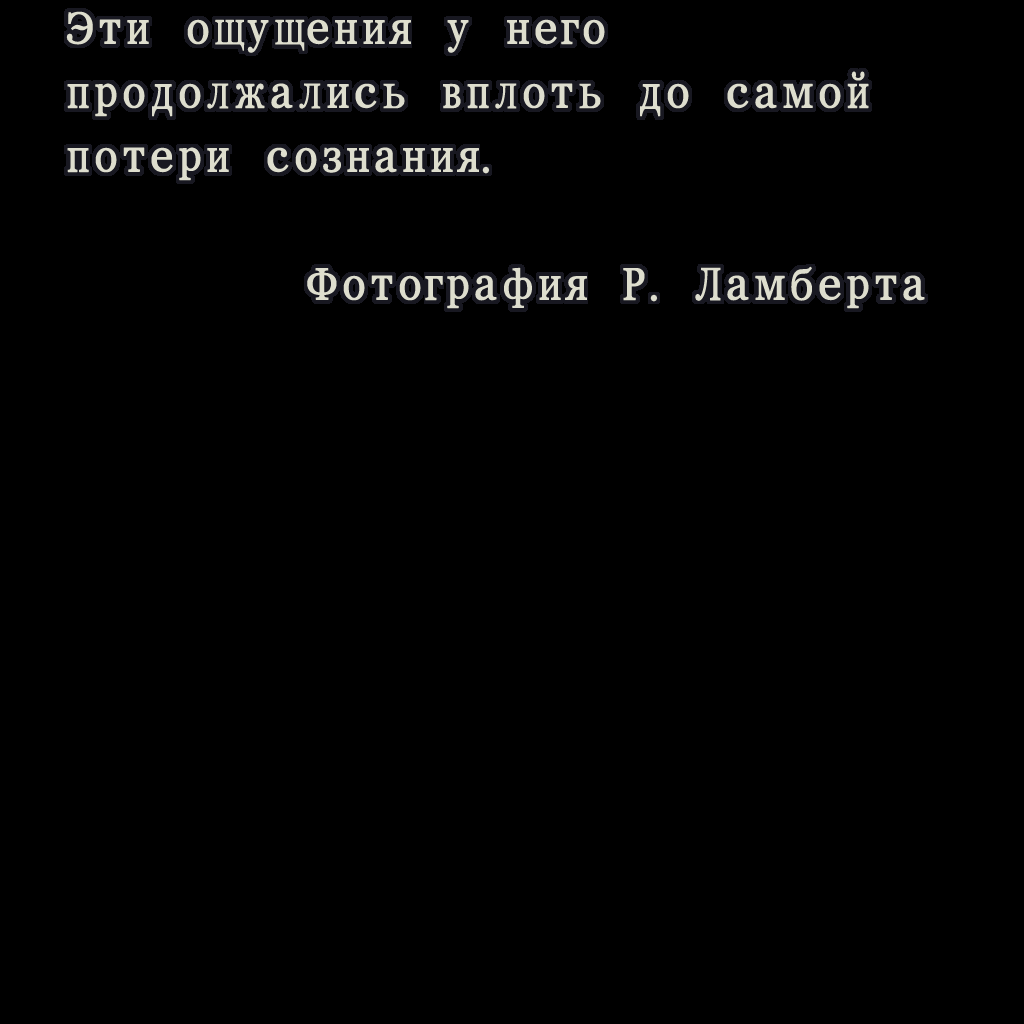 Эти ощущения у него
продолжались вплоть до самой
потери сознания.
Фотография Р. Ламберта